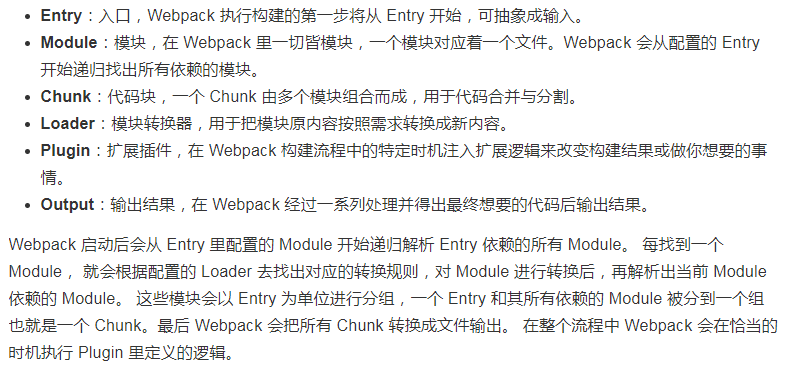 • Entry：入口，Webpack 执行构建的第一步将从 Entry 开始，可抽象成输入。
• Module：模块，在 Webpack 里一切皆模块，一个模块对应着一个文件。Webpack 会从配置的 Entry
开始递归找出所有依赖的模块。
• Chunk：代码块，一个 Chunk 由多个模块组合而成，用于代码合并与分割。
• Loader：模块转换器，用于把模块原内容按照需求转换成新内容。
• Plugin：扩展插件，在 Webpack 构建流程中的特定时机注入扩展逻辑来改变构建结果或做你想要的事
情。
• Output：输出结果，在 Webpack 经过一系列处理并得出最终想要的代码后输出结果。
Webpack 启动后会从 Entry 里配置的 Module 开始递归解析 Entry 依赖的所有 Module。 每找到一个
Module， 就会根据配置的 Loader 去找出对应的转换规则，对 Module 进行转换后，再解析出当前 Module
依赖的 Module。 这些模块会以 Entry 为单位进行分组，一个 Entry 和其所有依赖的 Module 被分到一个组
也就是一个 Chunk。最后 Webpack 会把所有 Chunk 转换成文件输出。 在整个流程中 Webpack 会在恰当的
时机执行 Plugin 里定义的逻辑。